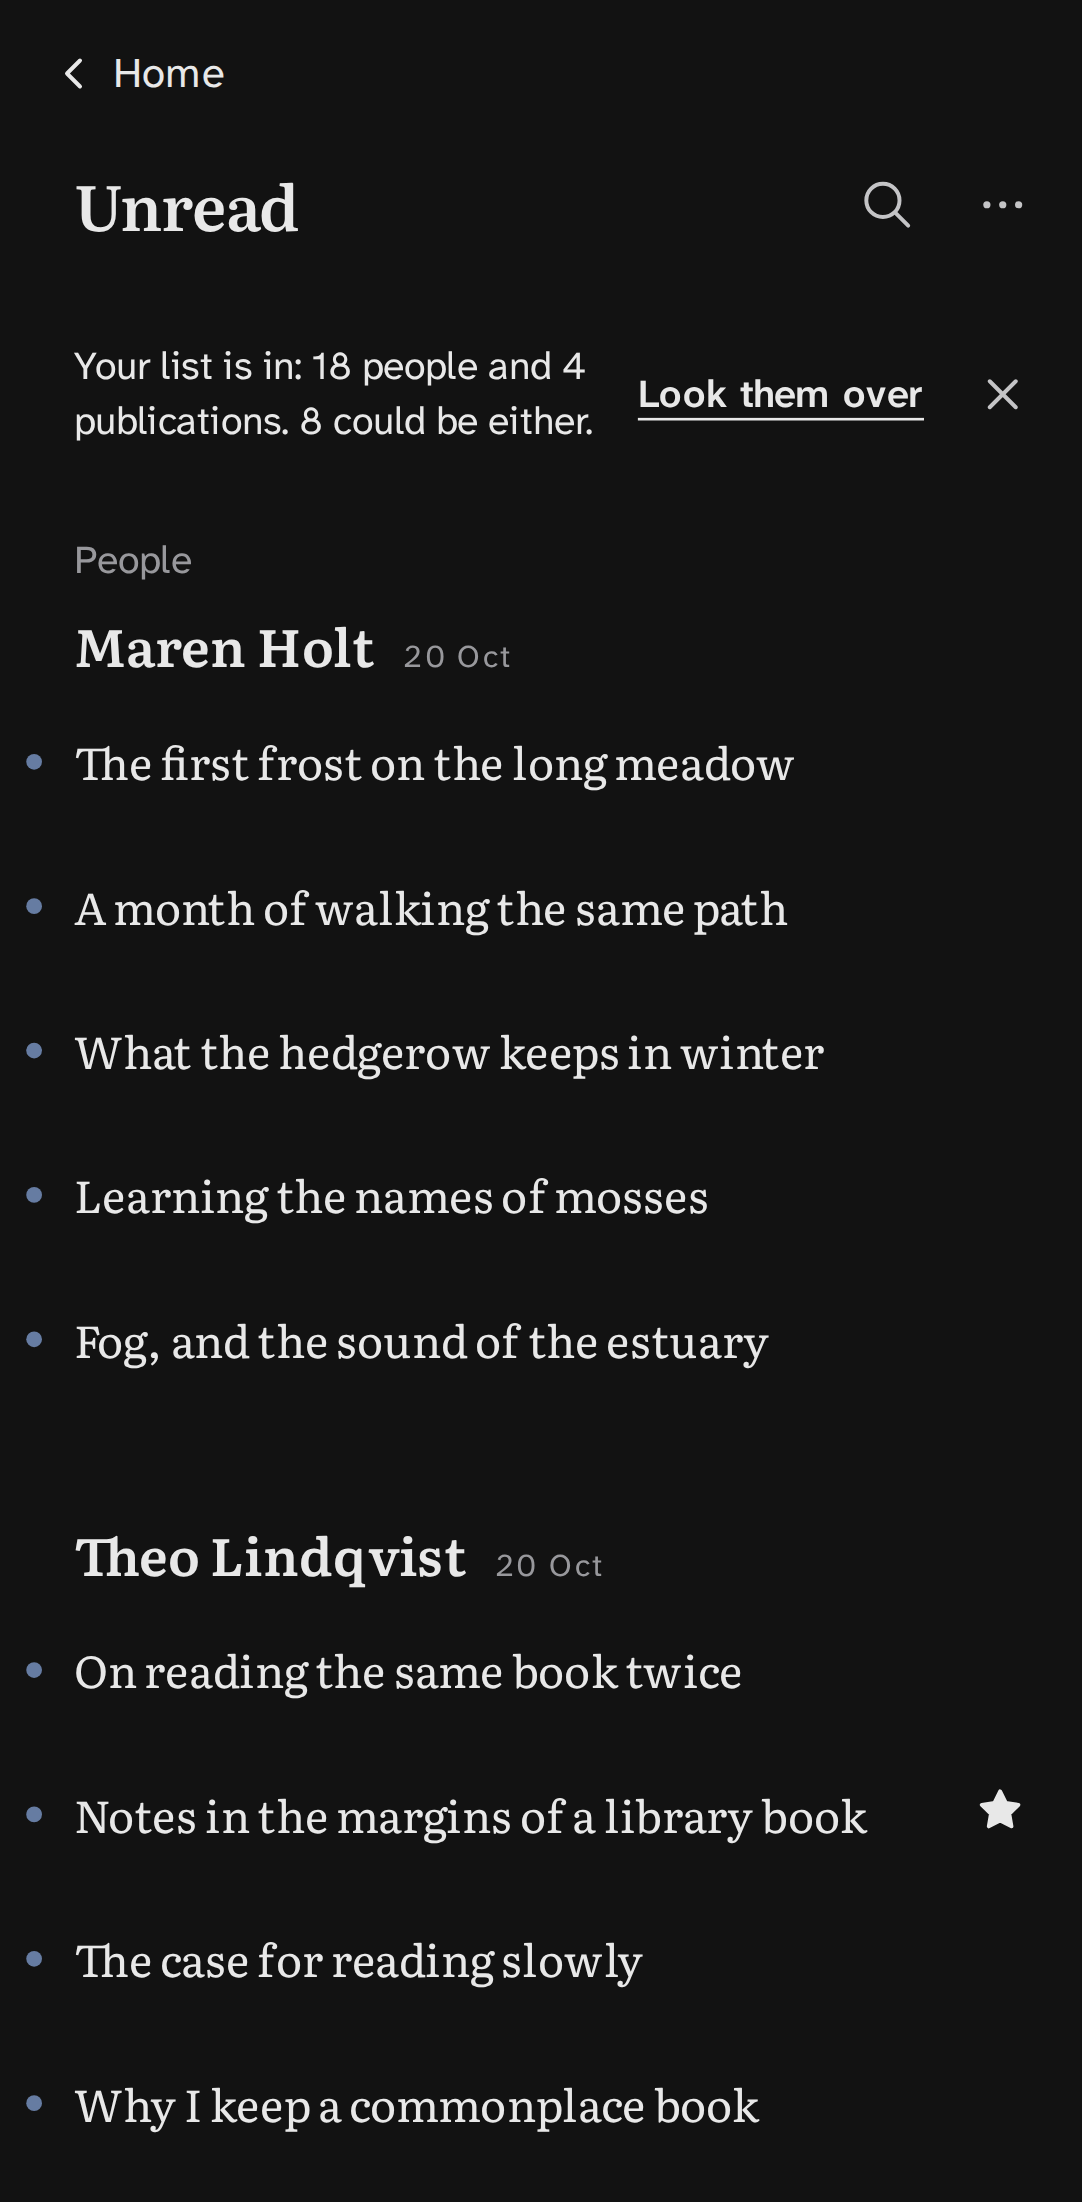 Home
Unread
Your list is in: 18 people and 4
publications. 8 could be either.
Look them over
People
Maren Holt 20 Oct
The first frost on the long meadow
A month of walking the same path
What the hedgerow keeps in winter
Learning the names of mosses
Fog, and the sound of the estuary
Theo Lindqvist 20 Oct
On reading the same book twice
Notes in the margins of a library book
The case for reading slowly
Why I keep a commonplace book